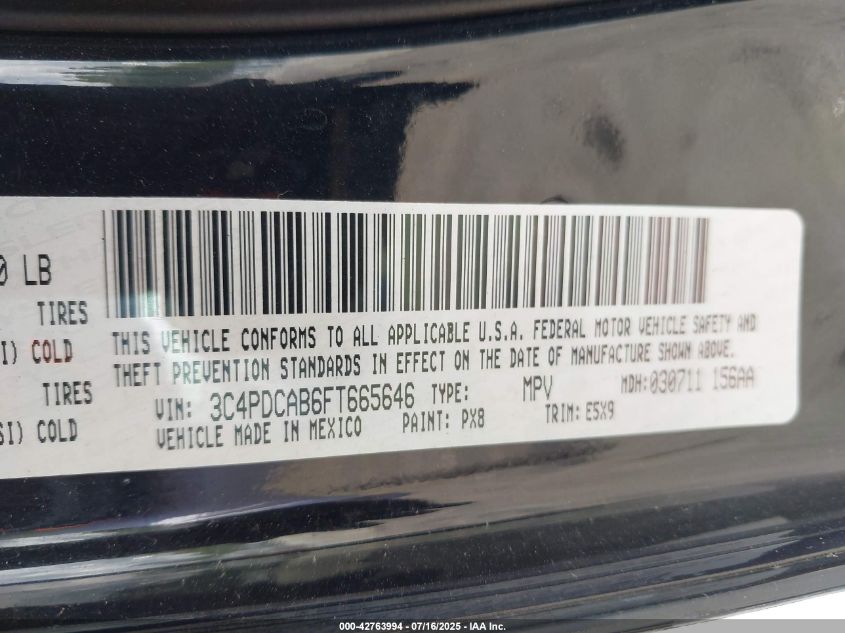 0 LB
TIRES
I) COLD
TIRES
SI) COLD
THIS VEHICLE CONFORMS TO ALL APPLICABLE U.S.A. FEDERAL MOTOR VEHICLE SAFETY AND
THEFT PREVENTION STANDARDS IN EFFECT ON THE DATE OF MANUFACTURE SHOWN ABOVE.
VIN: 3C4PDCAB6FT665646 TYPE: MPV MDH: 030711 156AA
VEHICLE MADE IN MEXICO PAINT: PX8 TRIM: E5X9
000-42763994 - 07/16/2025 - IAA Inc.